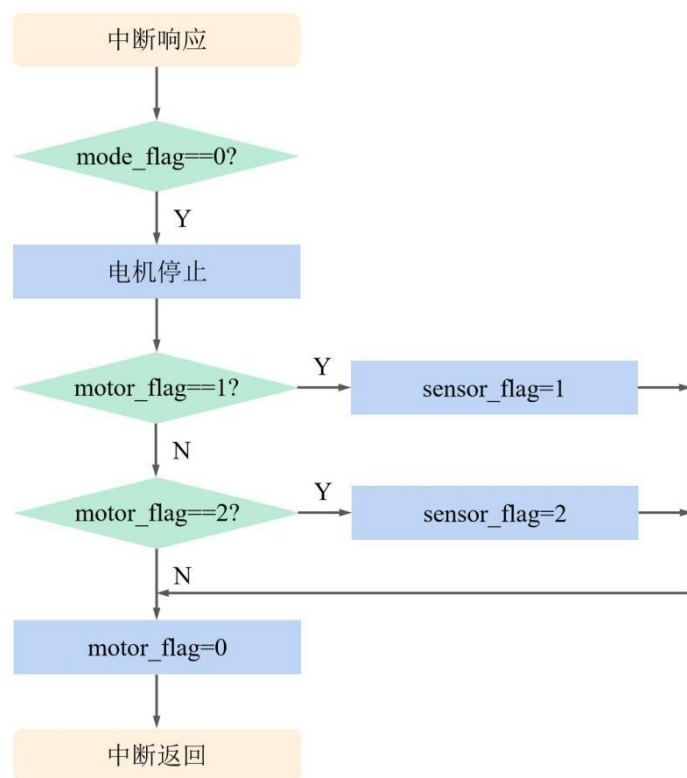 中断响应
mode_flag==0?
Y
电机停止
motor_flag==1?
Y
sensor_flag=1
N
motor_flag==2?
Y
sensor_flag=2
N
motor_flag=0
中断返回